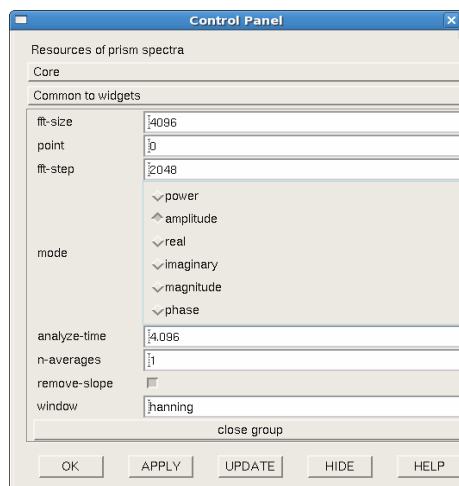 Control Panel
Resources of prism spectra
Core
Common to widgets
fft-size 4096
point 0
fft-step 2048
mode
power
amplitude
real
imaginary
magnitude
phase
analyze-time 4.096
n-averages 1
remove-slope
window hanning
close group
OK APPLY UPDATE HIDE HELP